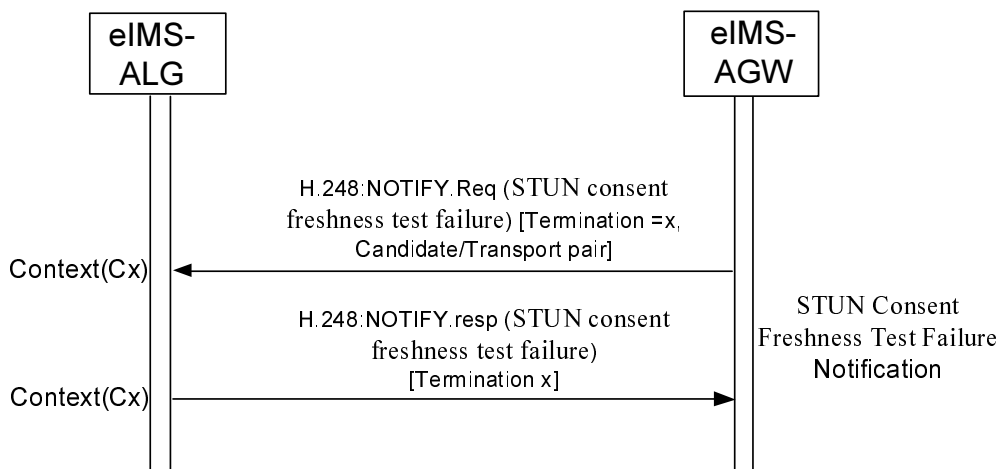 eIMS-
ALG
eIMS-
AGW
H.248:NOTIFY.Req (STUN consent
freshness test failure) [Termination =x,
Candidate/Transport pair]
Context(Cx)
H.248:NOTIFY.resp (STUN consent
freshness test failure)
[Termination x]
Context(Cx)
STUN Consent
Freshness Test Failure
Notification